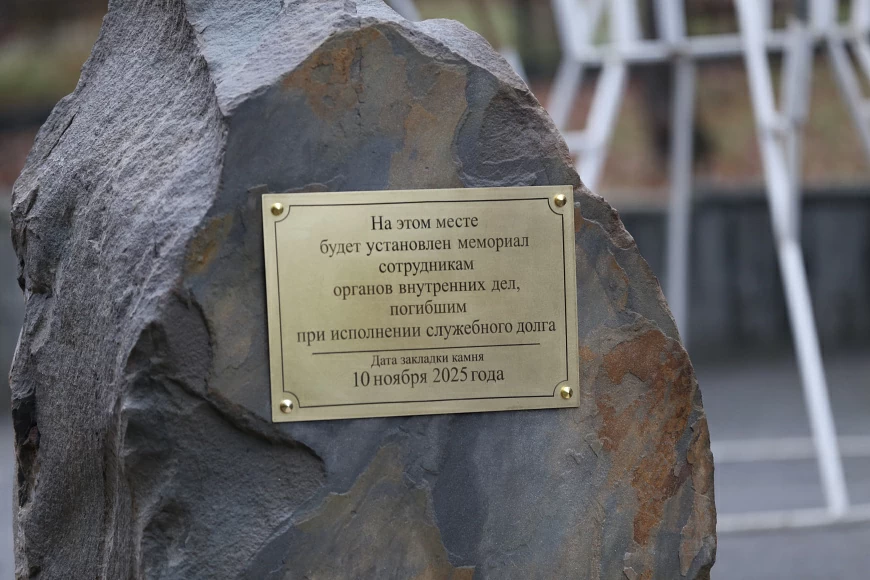 На этом месте
будет установлен мемориал
сотрудникам
органов внутренних дел,
погибшим
при исполнении служебного долга
Дата закладки камня
10 ноября 2025 года